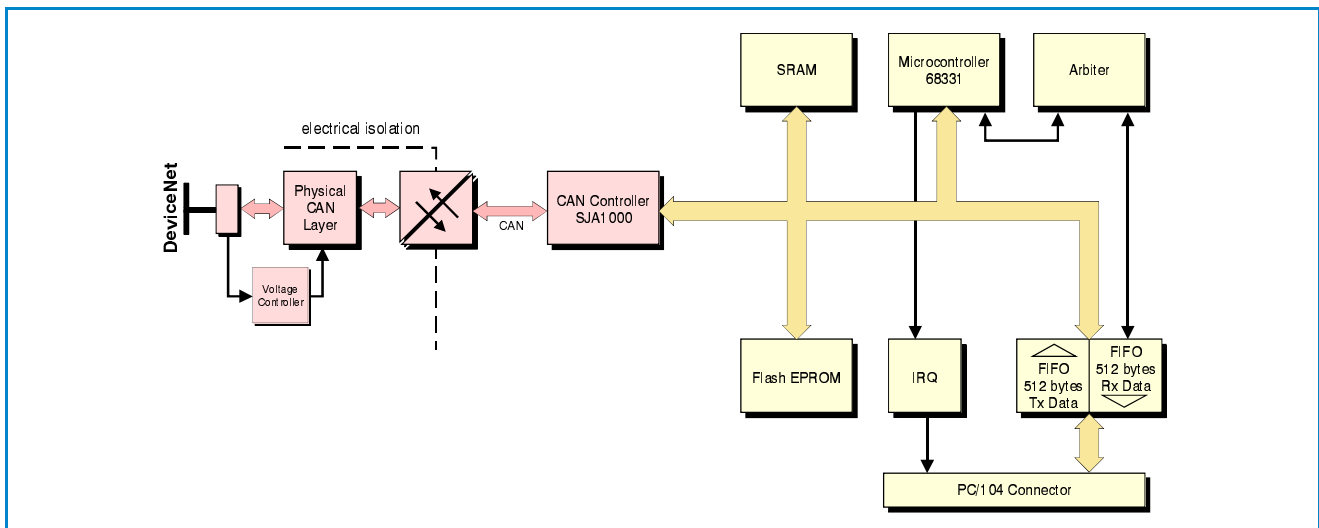 SRAM
Microcontroller
68331
Arbiter
electrical isolation
DeviceNet
Physical
CAN
Layer
CAN
CAN Controller
SJA1000
Voltage
Controller
Flash EPROM
IRQ
FIFO
512 bytes
Tx Data
FIFO
512 bytes
Rx Data
PC/104 Connector